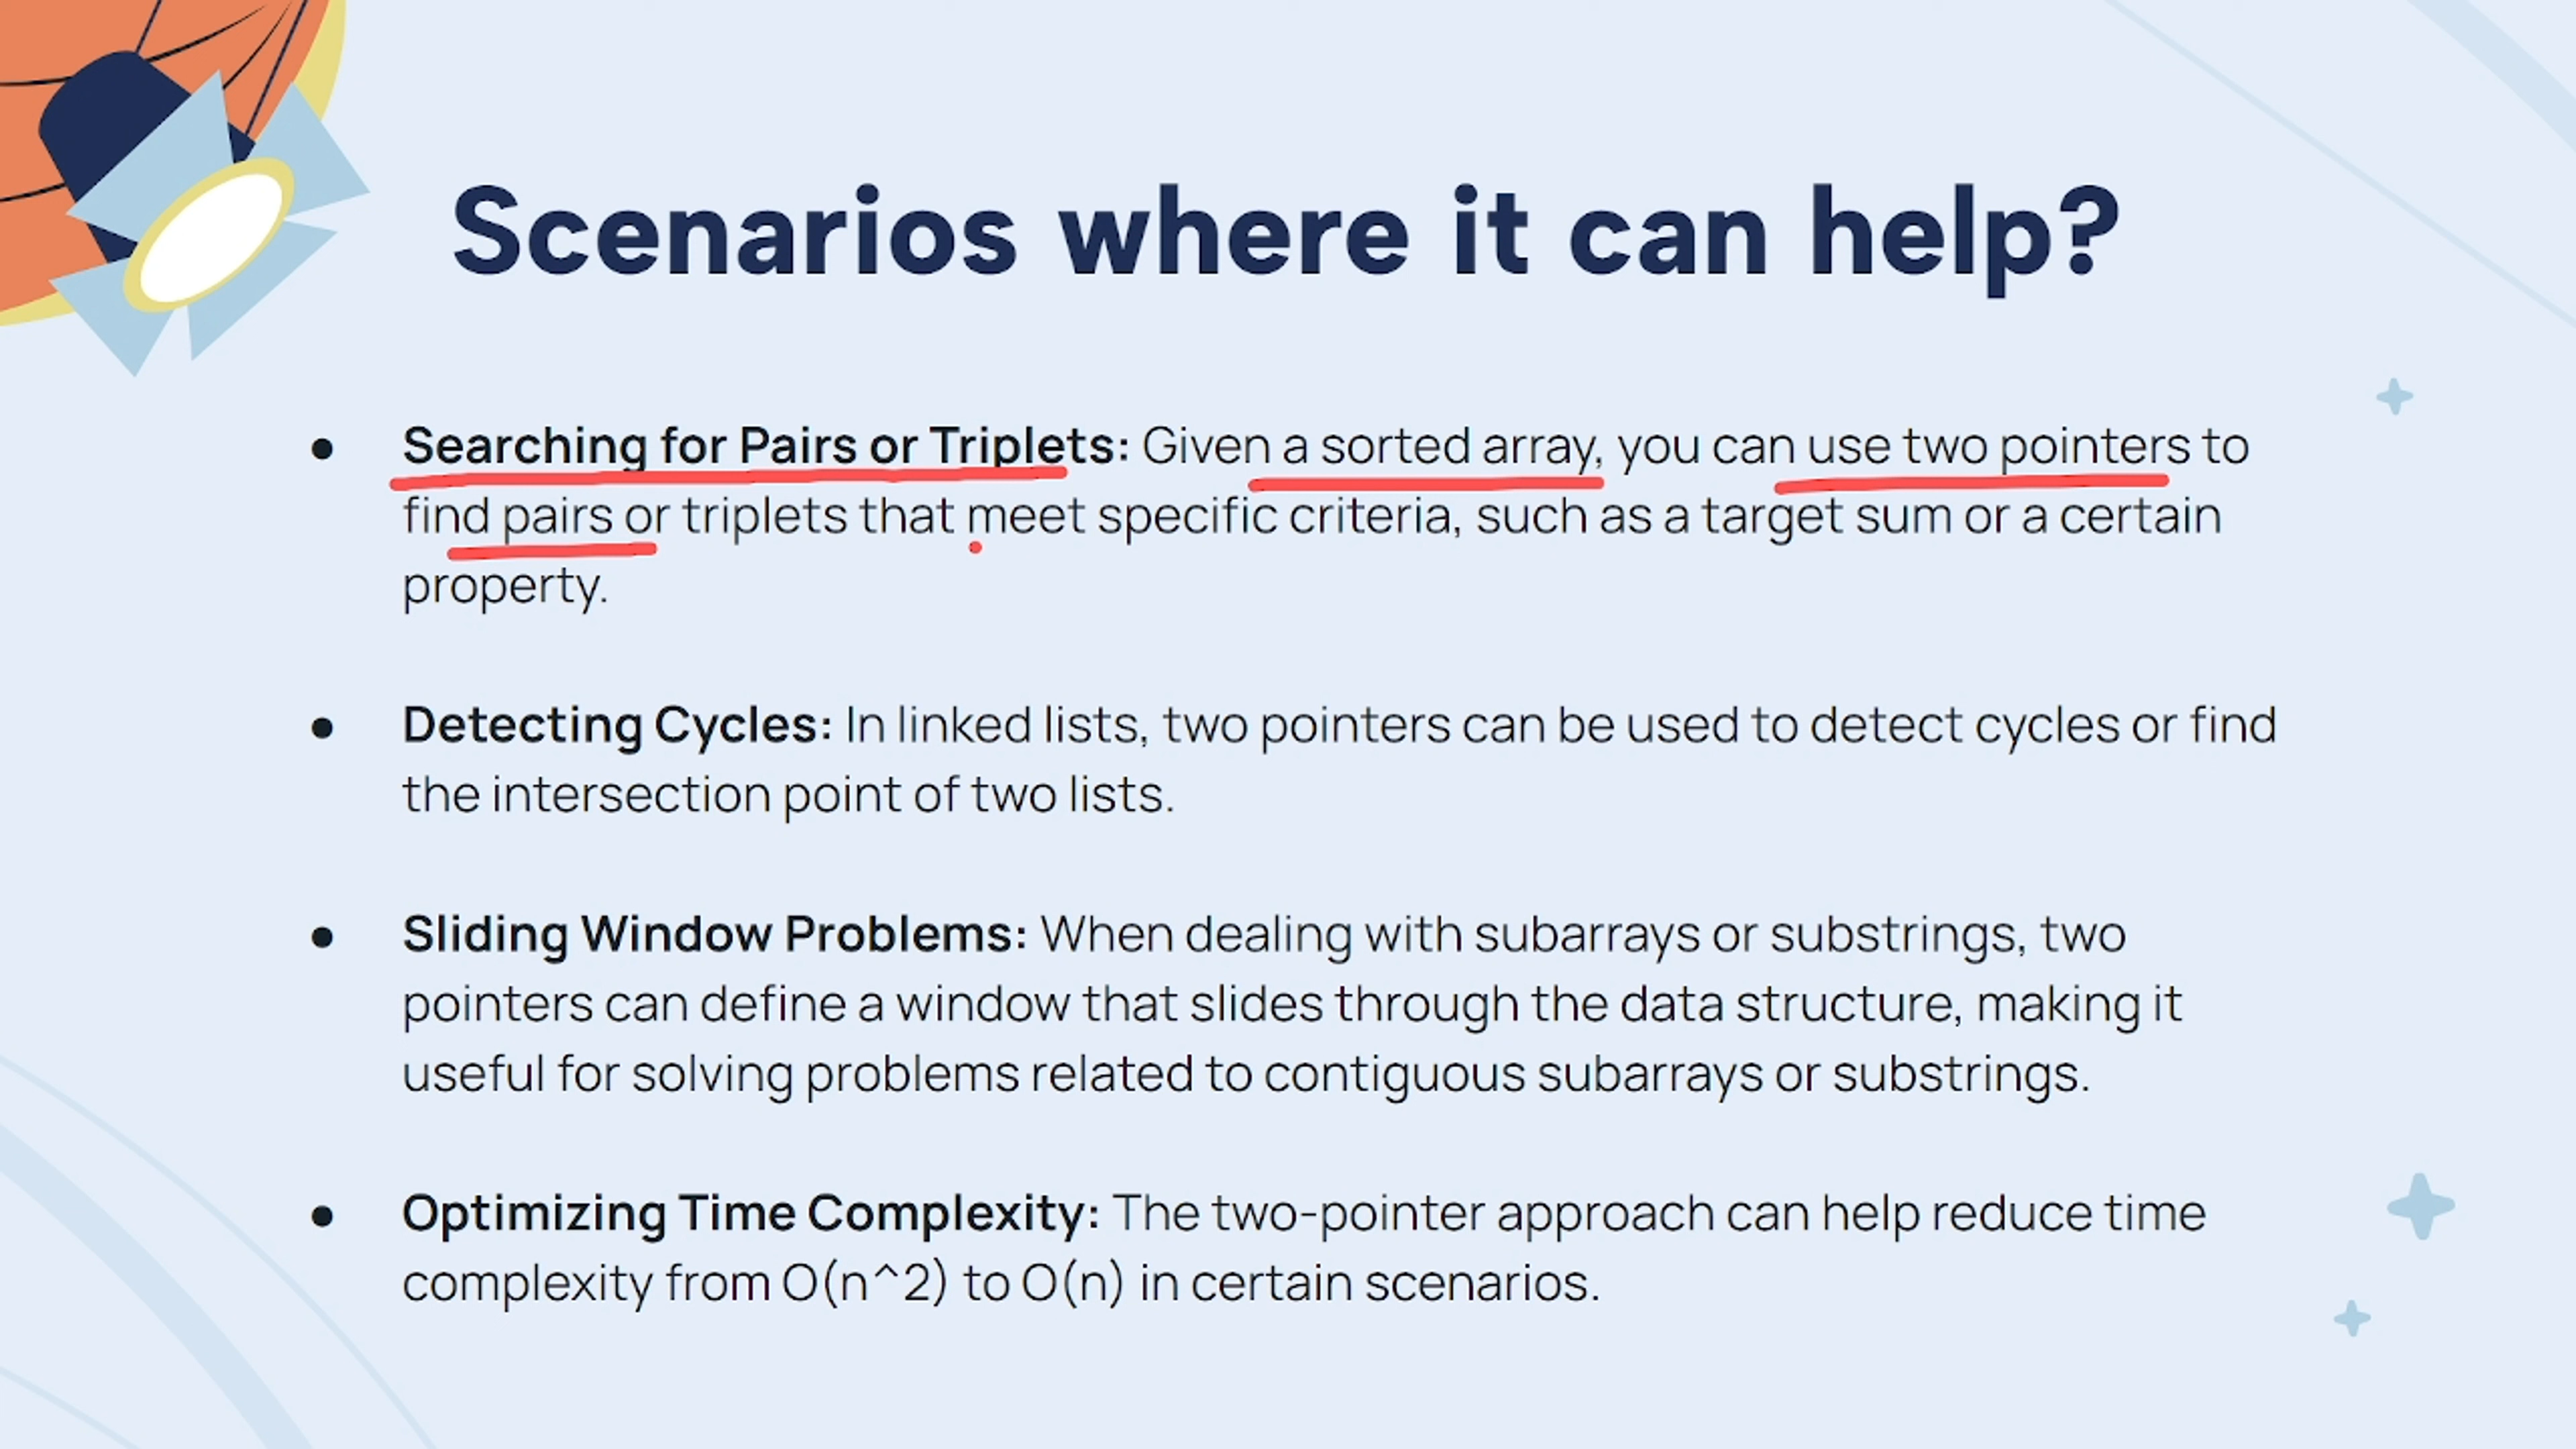 Scenarios where it can help?
● Searching for Pairs or Triplets: Given a sorted array, you can use two pointers to
find pairs or triplets that meet specific criteria, such as a target sum or a certain
property.
● Detecting Cycles: In linked lists, two pointers can be used to detect cycles or find
the intersection point of two lists.
● Sliding Window Problems: When dealing with subarrays or substrings, two
pointers can define a window that slides through the data structure, making it
useful for solving problems related to contiguous subarrays or substrings.
● Optimizing Time Complexity: The two-pointer approach can help reduce time
complexity from O(n^2) to O(n) in certain scenarios.